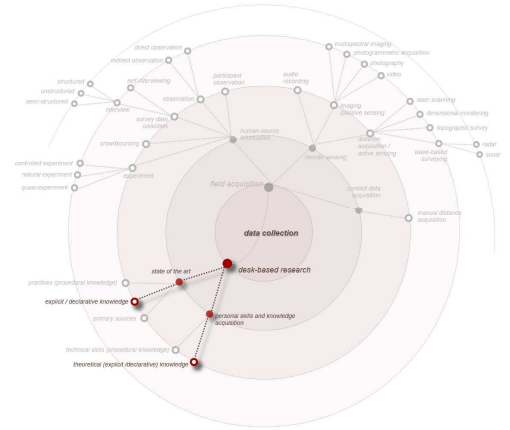 direct observation
multispectral imaging
indirect observation
photogrammetric acquisition
photography
self-interviewing
participant
observation
audio
recording
video
structured
unstructured
semi-structured
interview
observation
imaging
(passive sensing)
laser scanning
dimensional monitoring
survey data
collection
topographic survey
crowdsourcing
human-source
information
distance
acquisition /
active sensing
wave-based
surveying
radar
sonar
remote sensing
controlled experiment
natural experiment
quasi-experiment
experiment
field acquisition
contact data
acquisition
manual distance
acquisition
data collection
state of the art
desk-based research
practices (procedural knowledge)
explicit / declarative knowledge
primary sources
personal skills and knowledge
acquisition
technical skills (procedural knowledge)
theoretical (explicit /declarative) knowledge